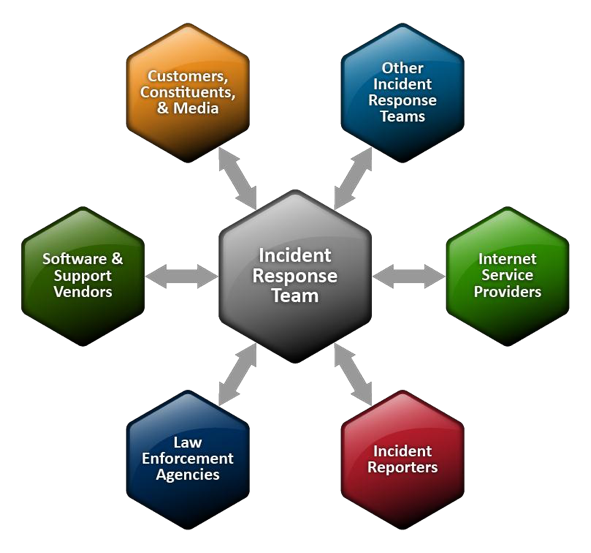 Customers,
Constituents,
& Media
Other
Incident
Response
Teams
Software &
Support
Vendors
Incident
Response
Team
Internet
Service
Providers
Law
Enforcement
Agencies
Incident
Reporters